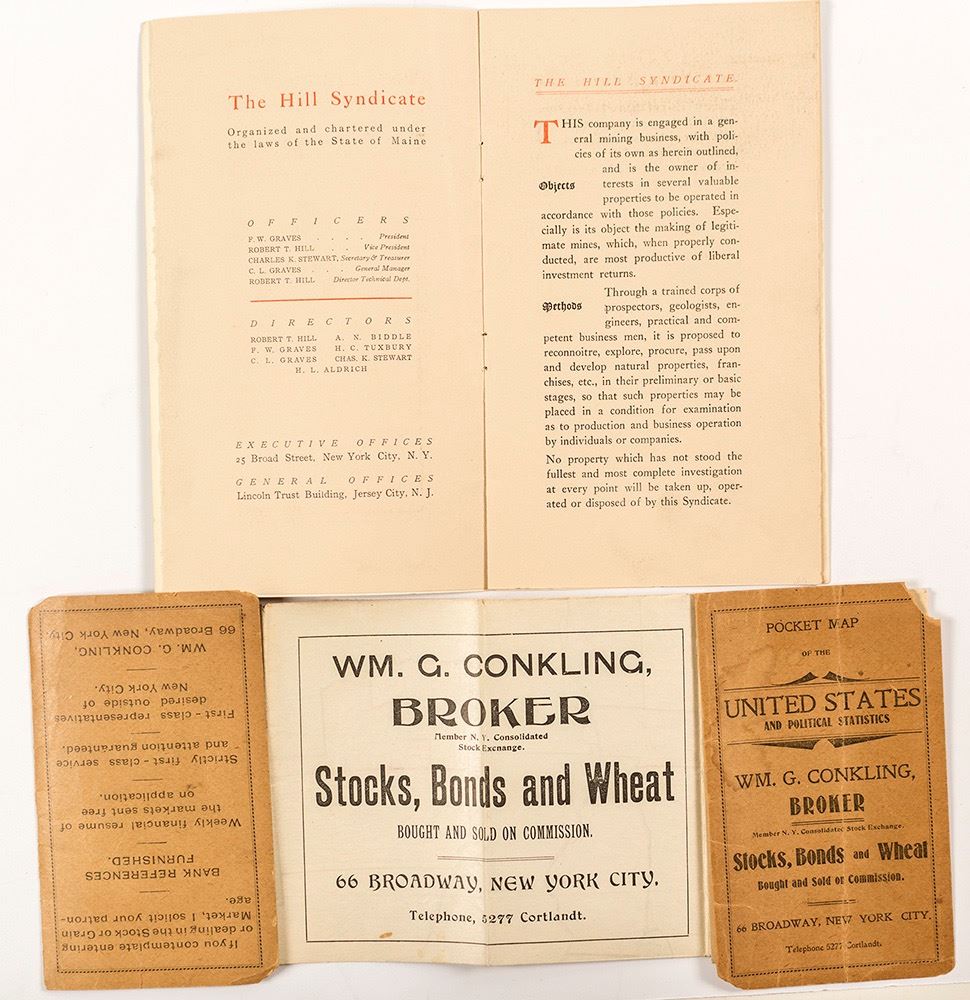 The Hill Syndicate
Organized and chartered under
the laws of the State of Maine
OFFICERS
F. W. GRAVES . . . . President
ROBERT T. HILL . . Vice President
CHARLES K. STEWART, Secretary & Treasurer
C. L. GRAVES . . . General Manager
ROBERT T. HILL Director Technical Dept.
DIRECTORS
ROBERT T. HILL A. N. BIDDLE
F. W. GRAVES H. C. TUXBURY
C. L. GRAVES CHAS. K. STEWART
H. L. ALDRICH
EXECUTIVE OFFICES
25 Broad Street, New York City, N. Y.
GENERAL OFFICES
Lincoln Trust Building, Jersey City, N. J.
THE HILL SYNDICATE.
THIS company is engaged in a gen-
eral mining business, with poli-
cies of its own as herein outlined,
and is the owner of in-
Objects terests in several valuable
properties to be operated in
accordance with those policies. Espe-
cially is its object the making of legiti-
mate mines, which, when properly con-
ducted, are most productive of liberal
investment returns.
Through a trained corps of
Methods prospectors, geologists, en-
gineers, practical and com-
petent business men, it is proposed to
reconnoitre, explore, procure, pass upon
and develop natural properties, fran-
chises, etc., in their preliminary or basic
stages, so that such properties may be
placed in a condition for examination
as to production and business operation
by individuals or companies.
No property which has not stood the
fullest and most complete investigation
at every point will be taken up, oper-
ated or disposed of by this Syndicate.
If you contemplate entering
or dealing in the Stock or Grain
Market, I solicit your patron-
age.
BANK REFERENCES
FURNISHED.
Weekly financial resume of
the markets sent free
on application.
Strictly first-class service
and attention guaranteed.
First-class representatives
desired outside of
New York City.
WM. G. CONKLING,
66 Broadway, New York City.
WM. G. CONKLING,
BROKER
Member N. Y. Consolidated
Stock Exchange.
Stocks, Bonds and Wheat
BOUGHT AND SOLD ON COMMISSION.
66 BROADWAY, NEW YORK CITY.
Telephone, 5277 Cortlandt.
POCKET MAP
OF THE
UNITED STATES
AND POLITICAL STATISTICS
WM. G. CONKLING,
BROKER
Member N. Y. Consolidated Stock Exchange.
Stocks, Bonds and Wheat
Bought and Sold on Commission.
66 BROADWAY, NEW YORK CITY.
Telephone 5277 Cortlandt.